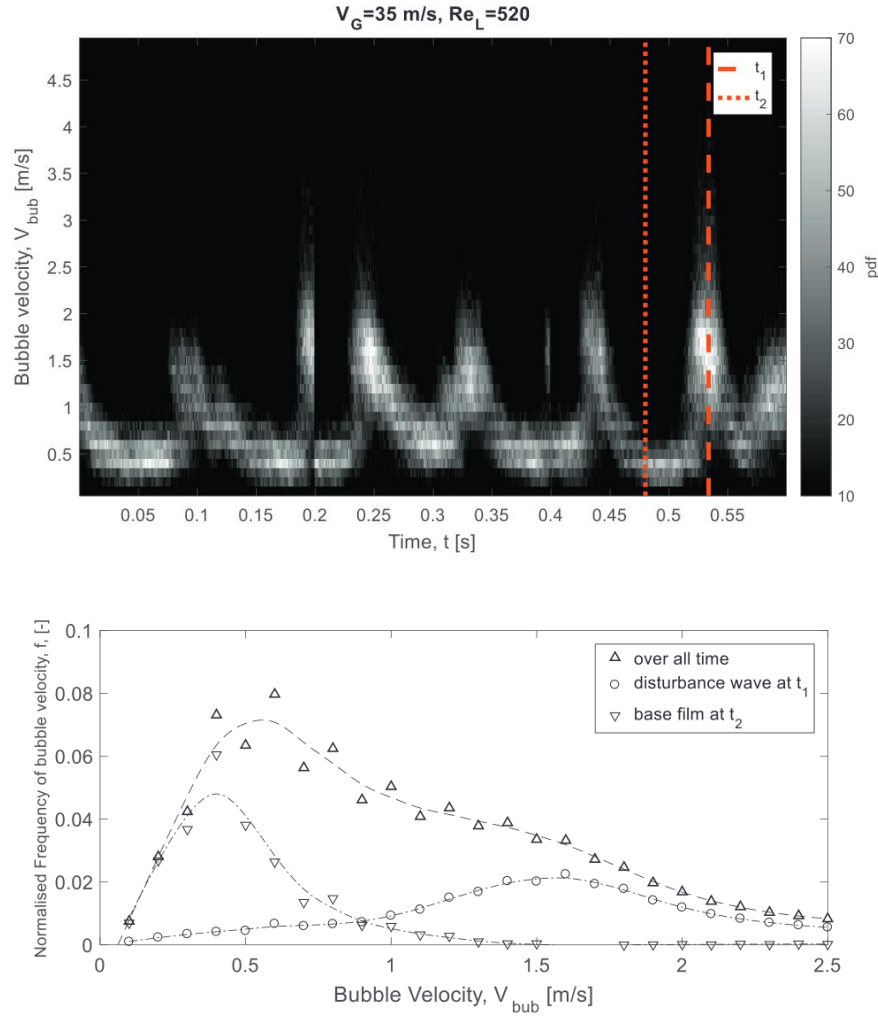 V_G=35 m/s, Re_L=520
Bubble velocity, V_bub [m/s]
4.5
4
3.5
3
2.5
2
1.5
1
0.5
t_1
t_2
70
60
50
40
30
20
10
pdf
0.05 0.1 0.15 0.2 0.25 0.3 0.35 0.4 0.45 0.5 0.55
Time, t [s]
Normalised Frequency of bubble velocity, f, [-]
0.1
0.08
0.06
0.04
0.02
0
over all time
disturbance wave at t_1
base film at t_2
0 0.5 1 1.5 2 2.5
Bubble Velocity, V_bub [m/s]